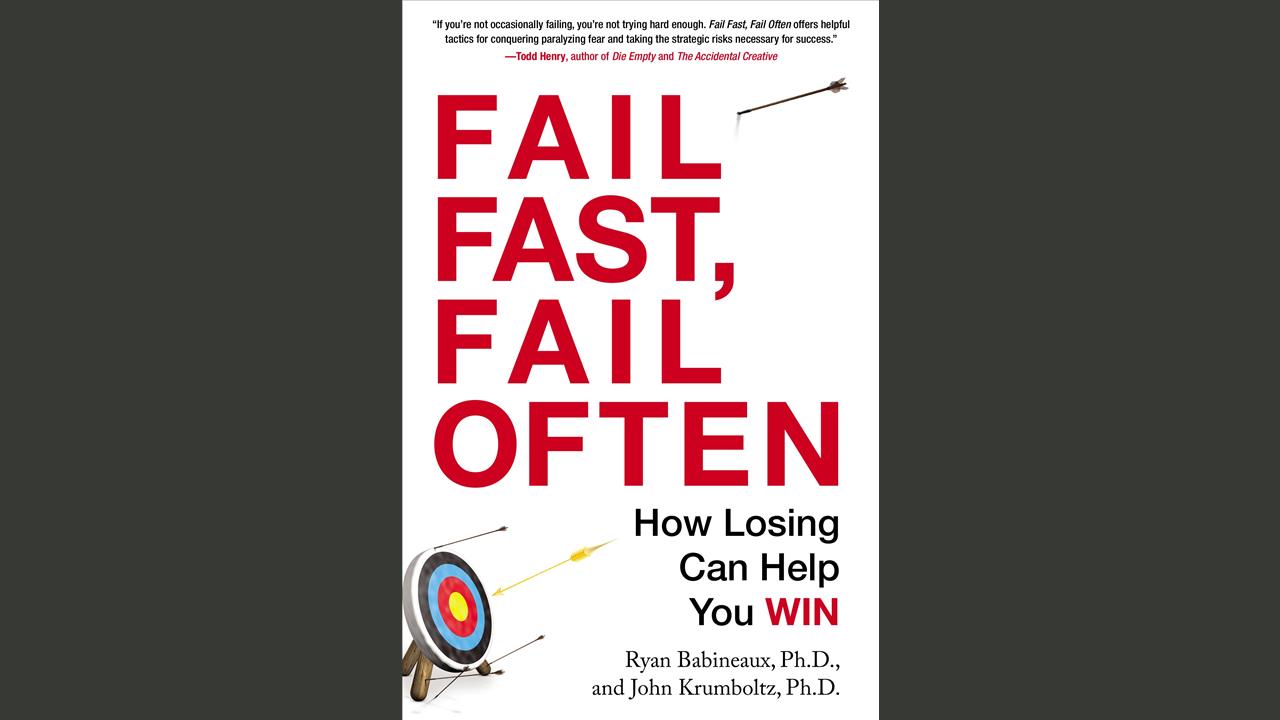 “If you’re not occasionally failing, you’re not trying hard enough. Fail Fast, Fail Often offers helpful
tactics for conquering paralyzing fear and taking the strategic risks necessary for success.”
—Todd Henry, author of Die Empty and The Accidental Creative
FAIL
FAST,
FAIL
OFTEN
How Losing
Can Help
You WIN
Ryan Babineaux, Ph.D.,
and John Krumboltz, Ph.D.